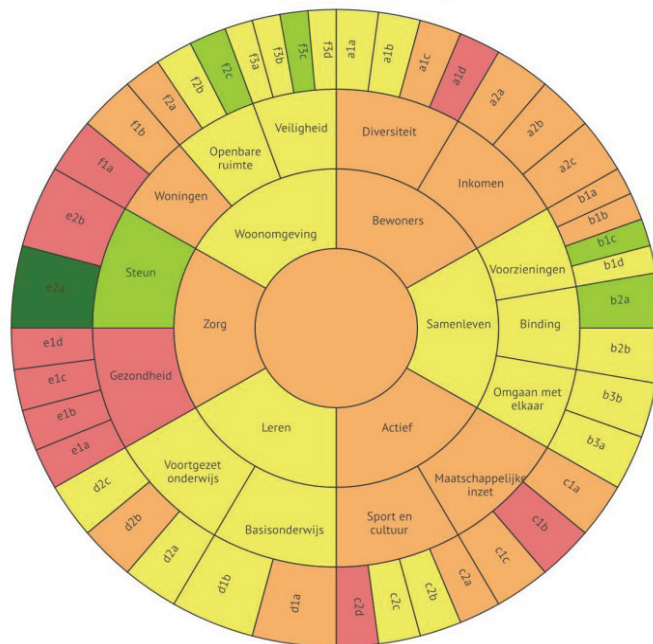 a1a
a1b
a1c
a1d
a2a
a2b
a2c
b1a
b1b
b1c
b1d
b2a
b2b
b3b
b3a
c1a
c1b
c1c
c2a
c2b
c2c
c2d
d1a
d1b
d2a
d2b
d2c
e1a
e1b
e1c
e1d
e2a
e2b
f1a
f1b
f2a
f2b
f2c
f3a
f3b
f3c
f3d
Diversiteit
Inkomen
Voorzieningen
Binding
Omgaan met
elkaar
Maatschappelijke
inzet
Sport en
cultuur
Basisonderwijs
Voortgezet
onderwijs
Gezondheid
Steun
Woningen
Openbare
ruimte
Veiligheid
Bewoners
Samenleven
Actief
Leren
Zorg
Woonomgeving